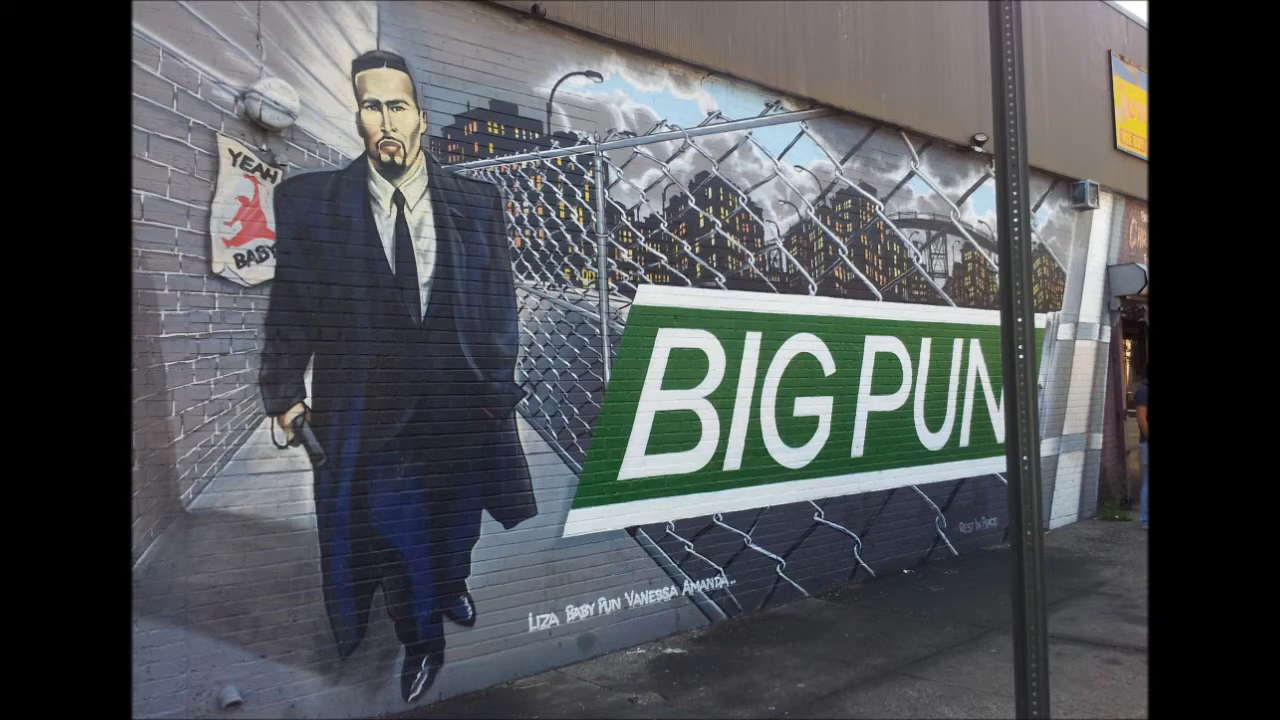 YEAH
BABY
BIG PUN
REST IN PEACE
LIZA BABY PUN VANESSA AMANDA..